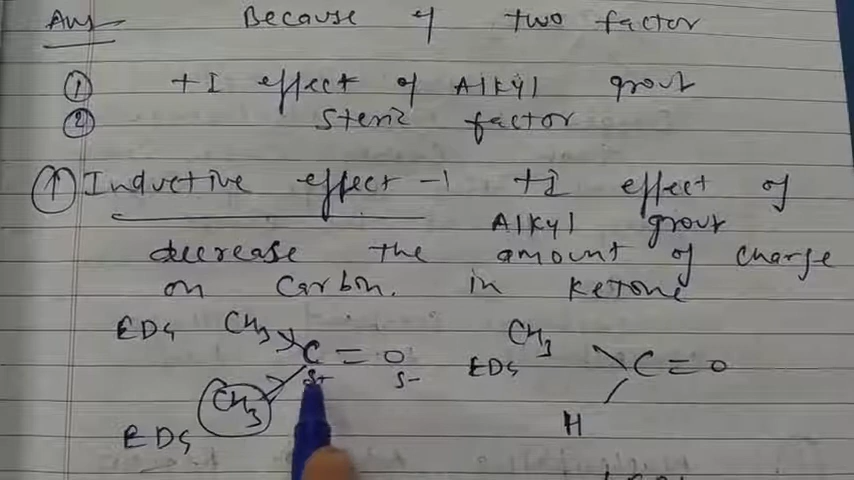 Ans Because of two factor
① +I effect of Alkyl group
② Steric factor
① Inductive effect -1 +I effect of
Alkyl group
decrease the amount of charge
on Carbon. in Ketone
EDG CH3 C = O CH3
δ+ δ- EDG C = O
CH3 H
EDG